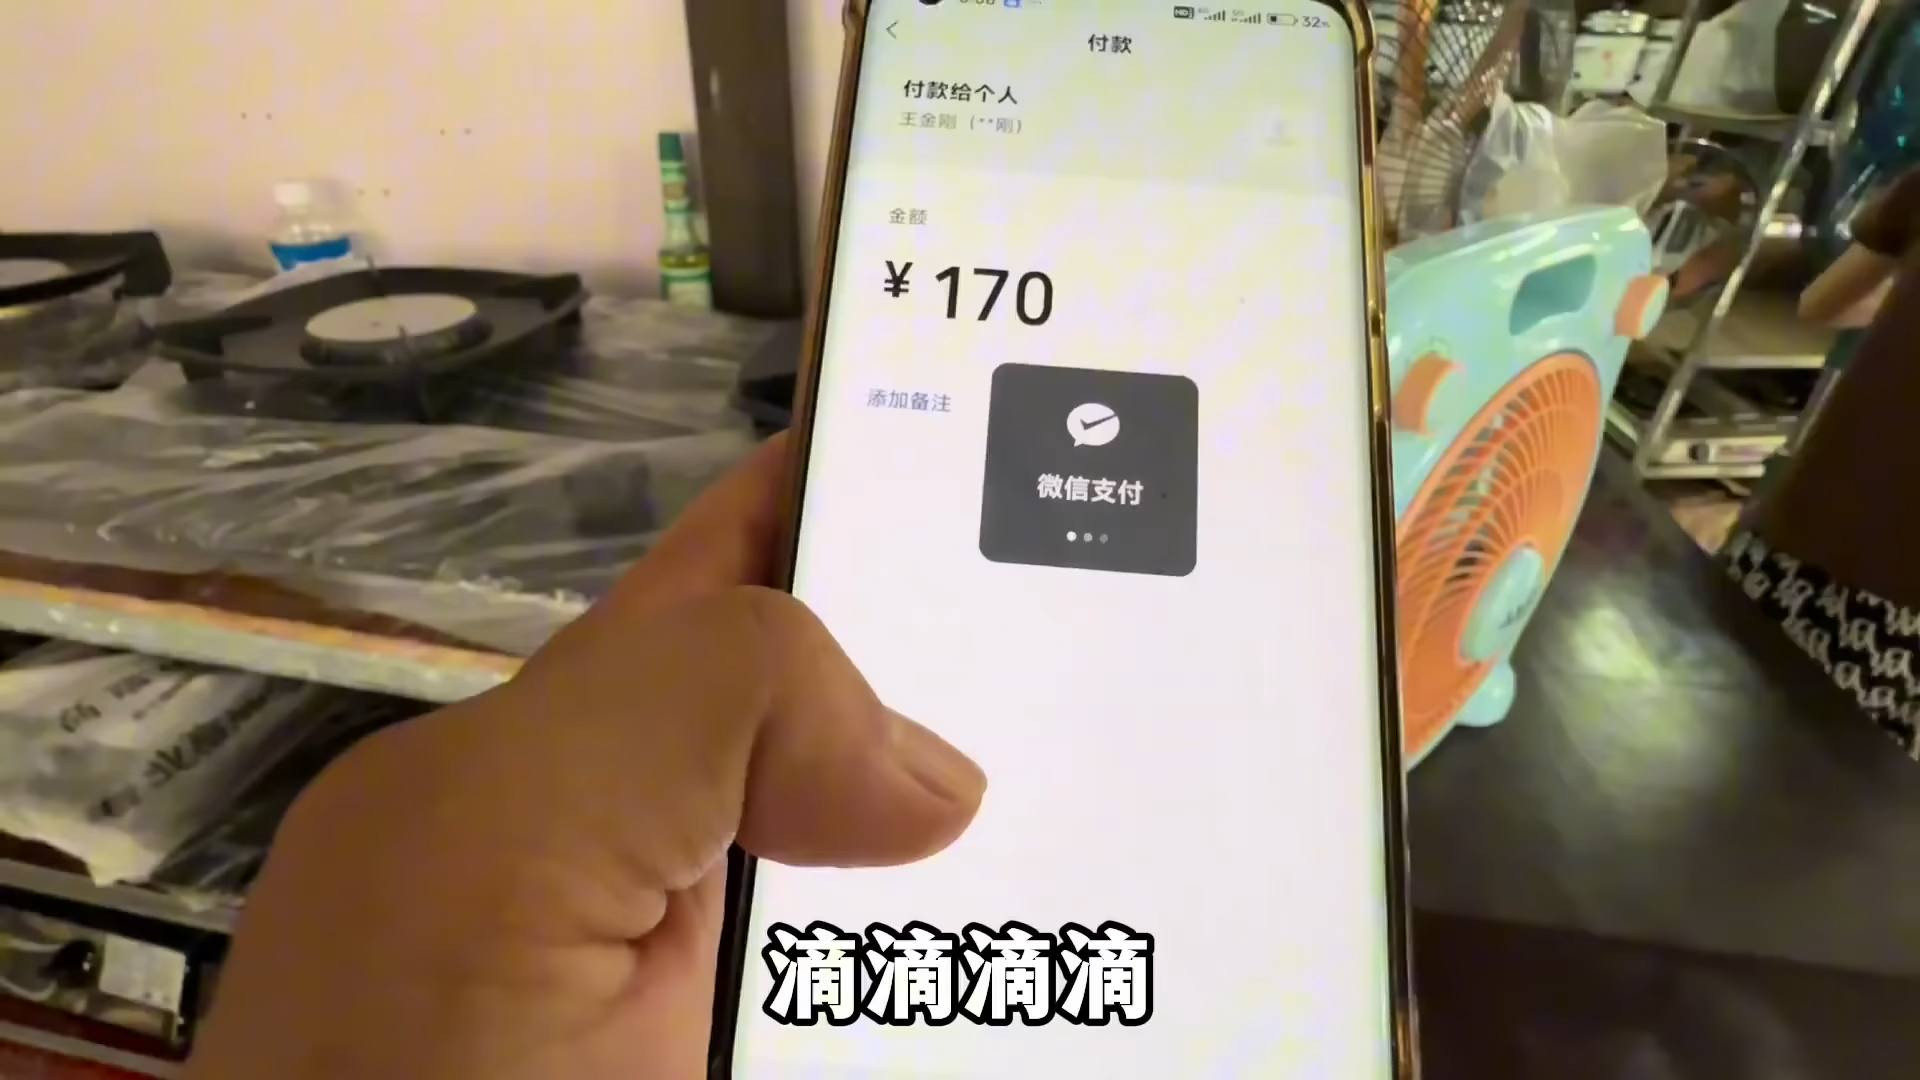 32%
付款
付款给个人
王金刚 (**刚)
金额
¥ 170
添加备注
微信支付
滴滴滴滴